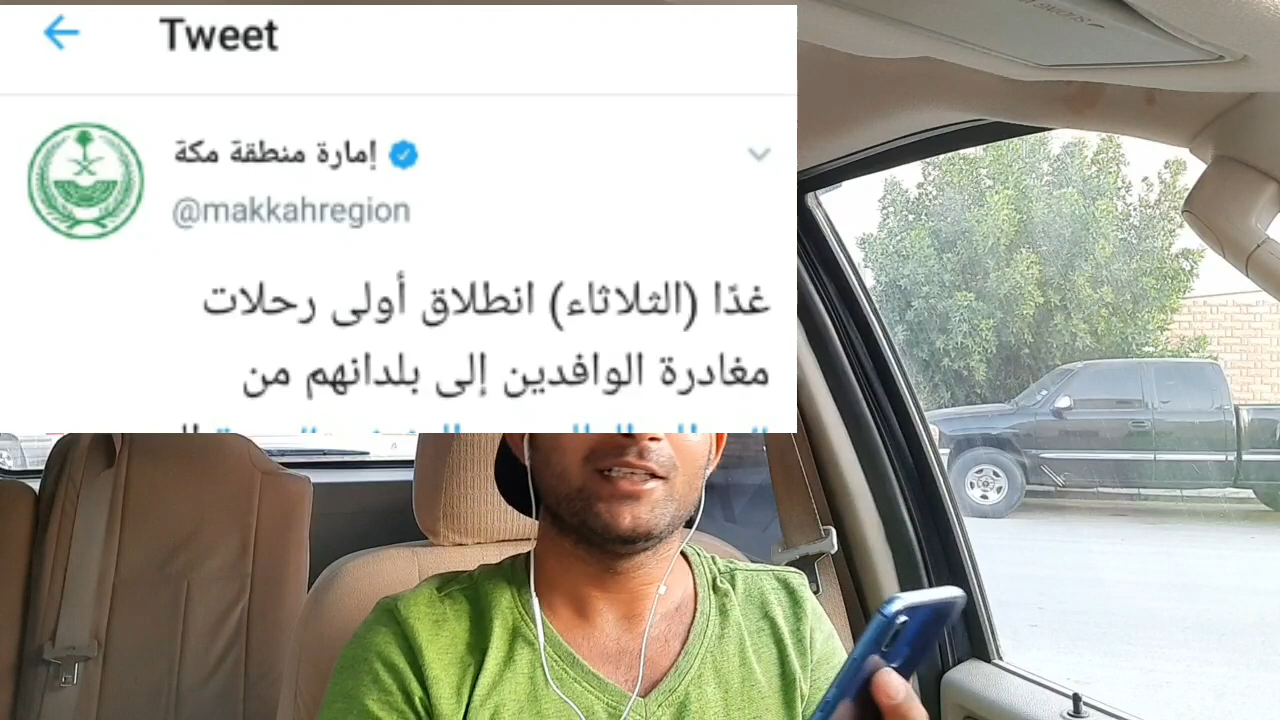 Tweet
إمارة منطقة مكة
@makkahregion
غدًا (الثلاثاء) انطلاق أولى رحلات
مغادرة الوافدين إلى بلدانهم من